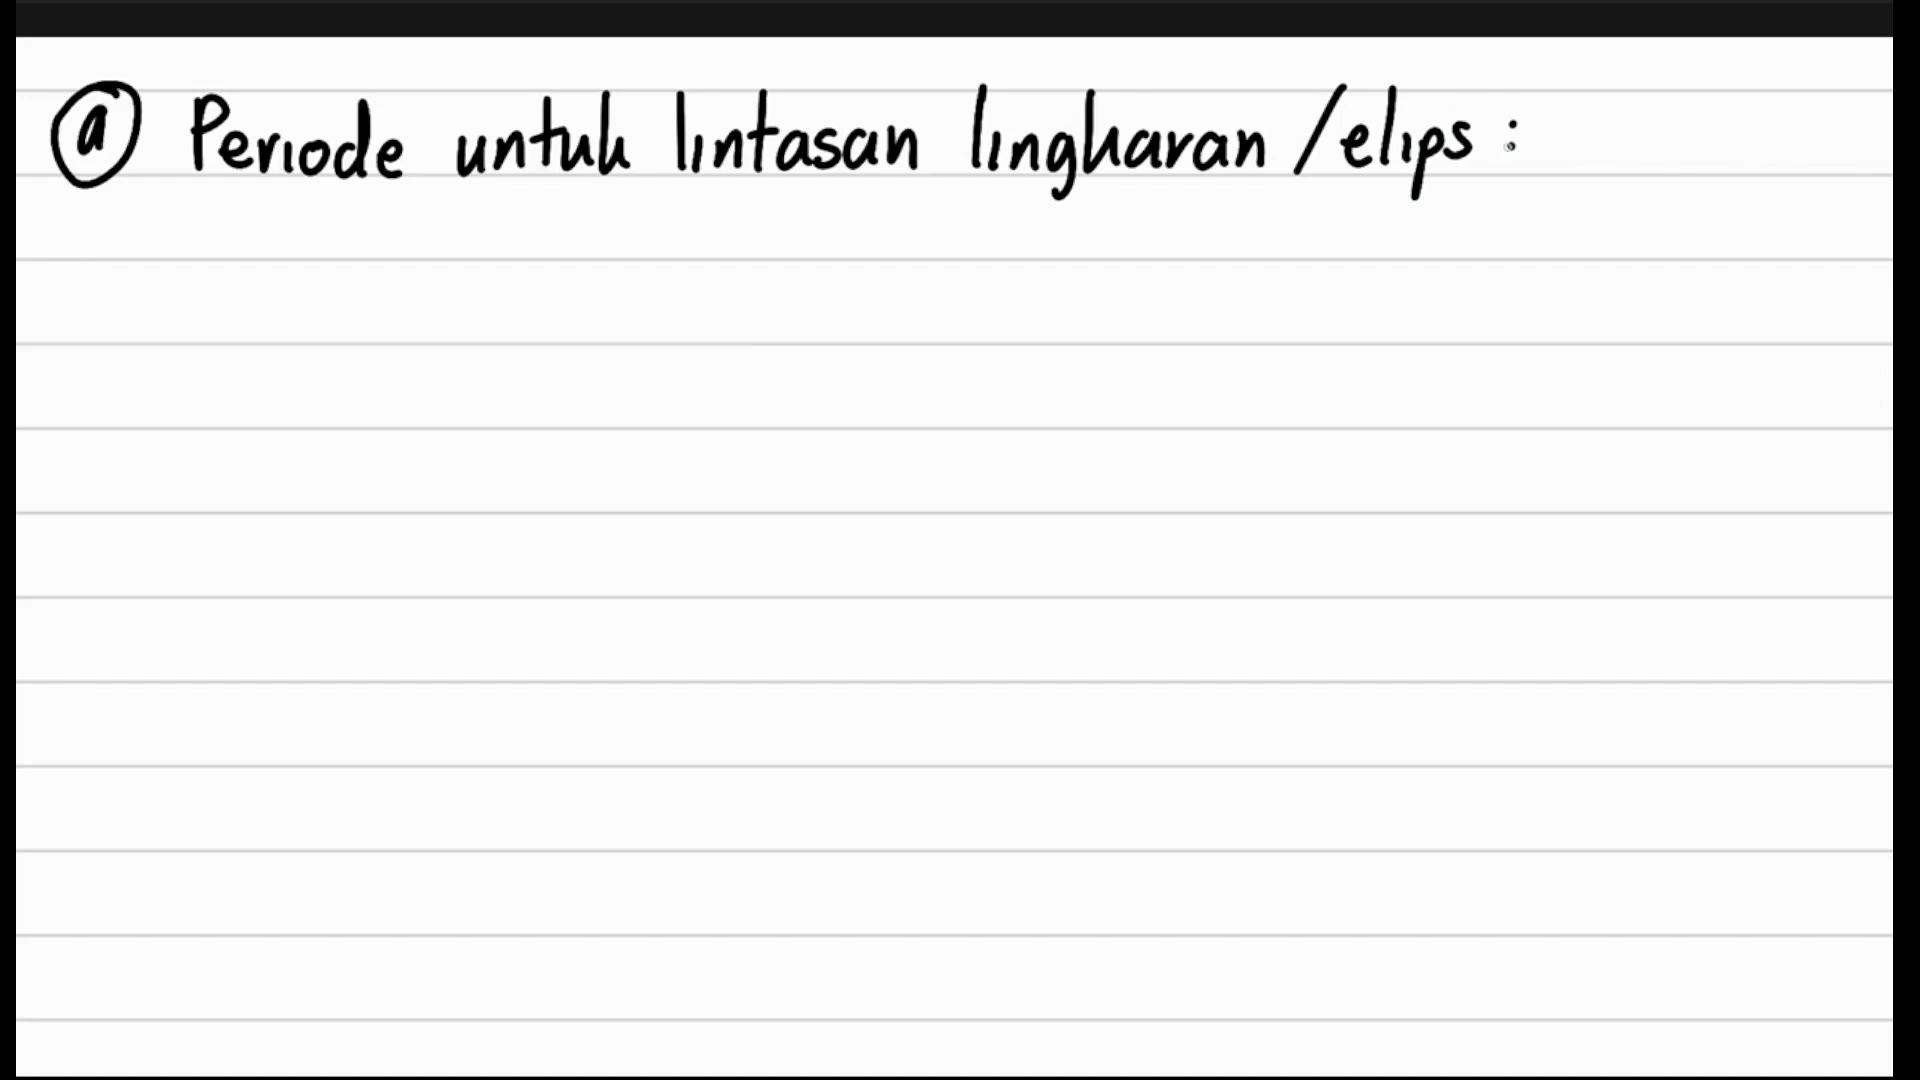 ⓐ Periode untuk lintasan lingkaran / elips :